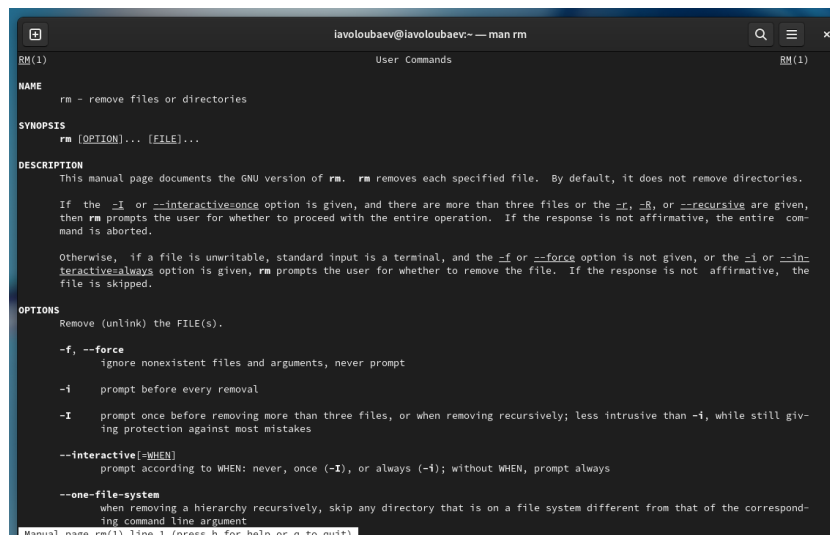 iavoloubaev@iavoloubaev:~ — man rm
RM(1) User Commands RM(1)
NAME
rm - remove files or directories
SYNOPSIS
rm [OPTION]... [FILE]...
DESCRIPTION
This manual page documents the GNU version of rm. rm removes each specified file. By default, it does not remove directories.
If the -I or --interactive=once option is given, and there are more than three files or the -r, -R, or --recursive are given,
then rm prompts the user for whether to proceed with the entire operation. If the response is not affirmative, the entire com-
mand is aborted.
Otherwise, if a file is unwritable, standard input is a terminal, and the -f or --force option is not given, or the -i or --in-
teractive=always option is given, rm prompts the user for whether to remove the file. If the response is not affirmative, the
file is skipped.
OPTIONS
Remove (unlink) the FILE(s).
-f, --force
ignore nonexistent files and arguments, never prompt
-i prompt before every removal
-I prompt once before removing more than three files, or when removing recursively; less intrusive than -i, while still giv-
ing protection against most mistakes
--interactive[=WHEN]
prompt according to WHEN: never, once (-I), or always (-i); without WHEN, prompt always
--one-file-system
when removing a hierarchy recursively, skip any directory that is on a file system different from that of the correspond-
ing command line argument
Manual page rm(1) line 1 (press h for help or q to quit)